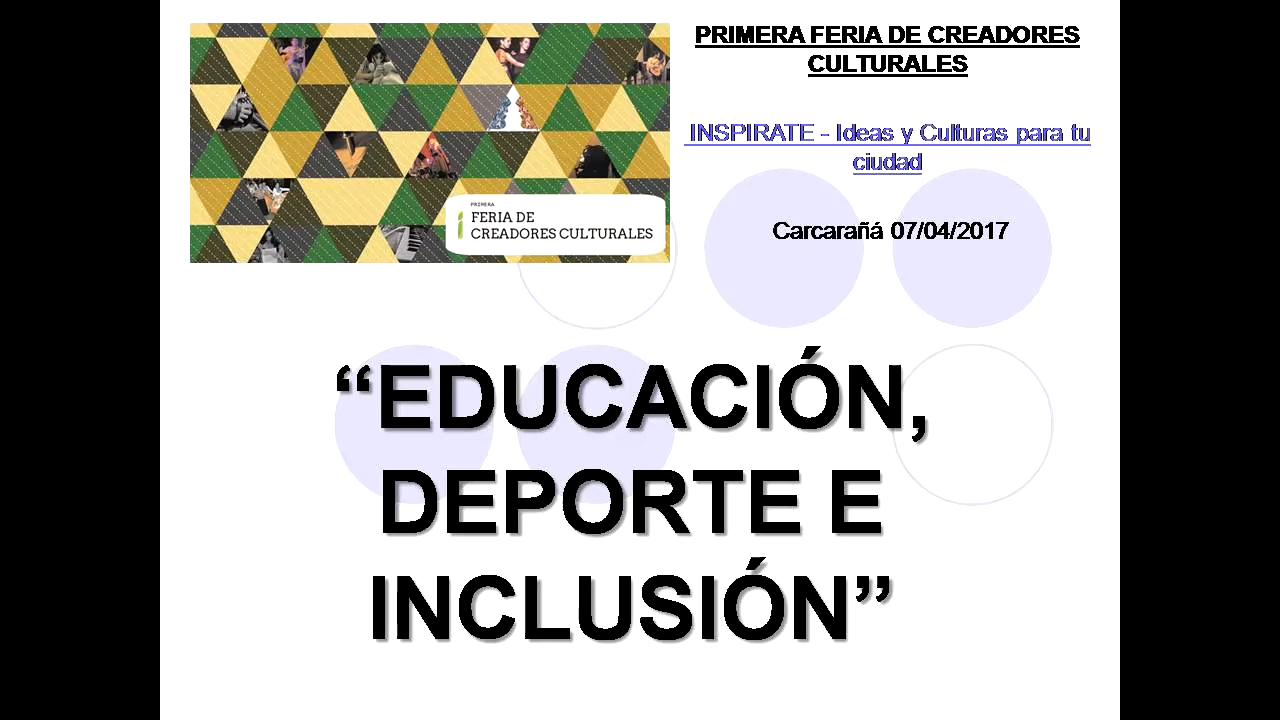 PRIMERA FERIA DE CREADORES
CULTURALES
INSPIRATE - Ideas y Culturas para tu
ciudad
Carcarañá 07/04/2017
PRIMERA
FERIA DE
CREADORES CULTURALES
“EDUCACIÓN,
DEPORTE E
INCLUSIÓN”